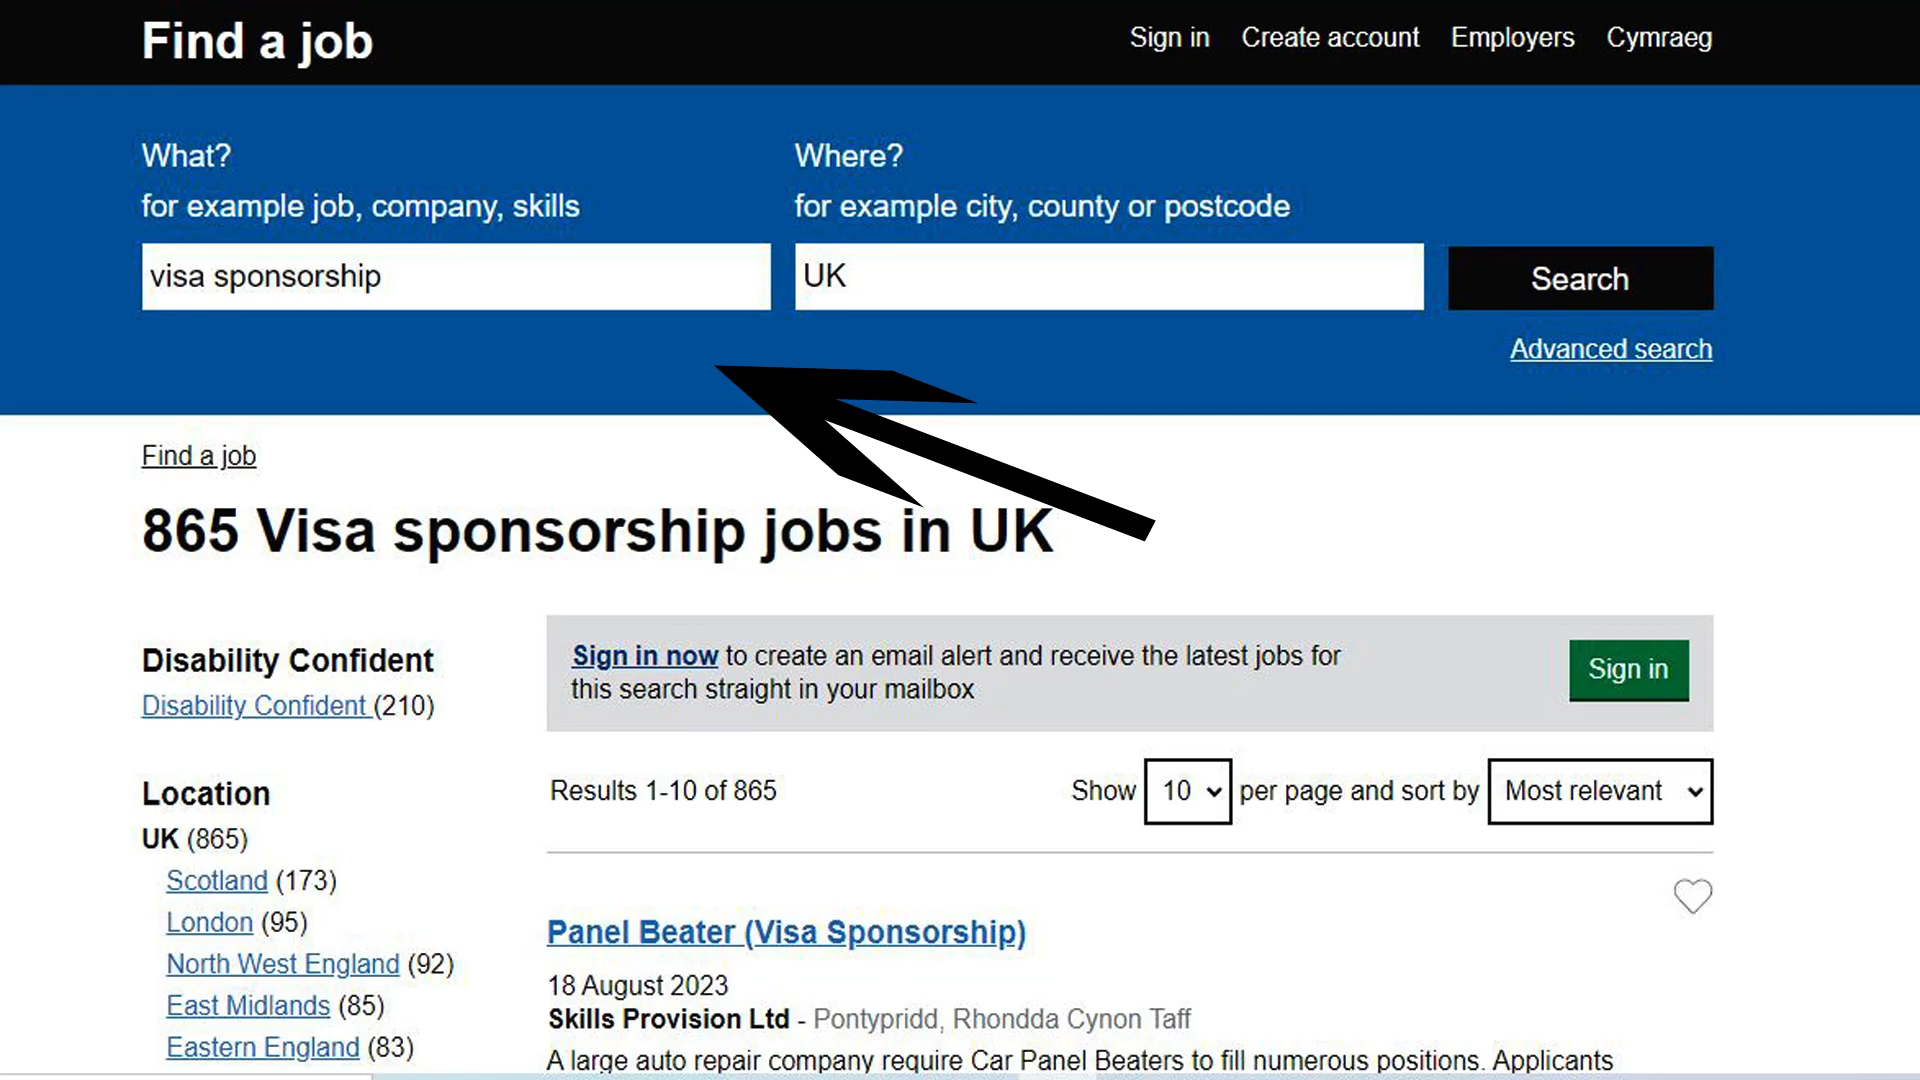 Find a job
Sign in
Create account
Employers
Cymraeg
What?
for example job, company, skills
visa sponsorship
Where?
for example city, county or postcode
UK
Search
Advanced search
Find a job
865 Visa sponsorship jobs in UK
Disability Confident
Disability Confident (210)
Location
UK (865)
Scotland (173)
London (95)
North West England (92)
East Midlands (85)
Eastern England (83)
Sign in now to create an email alert and receive the latest jobs for
this search straight in your mailbox
Sign in
Results 1-10 of 865
Show 10 per page and sort by Most relevant
Panel Beater (Visa Sponsorship)
18 August 2023
Skills Provision Ltd - Pontypridd, Rhondda Cynon Taff
A large auto repair company require Car Panel Beaters to fill numerous positions. Applicants